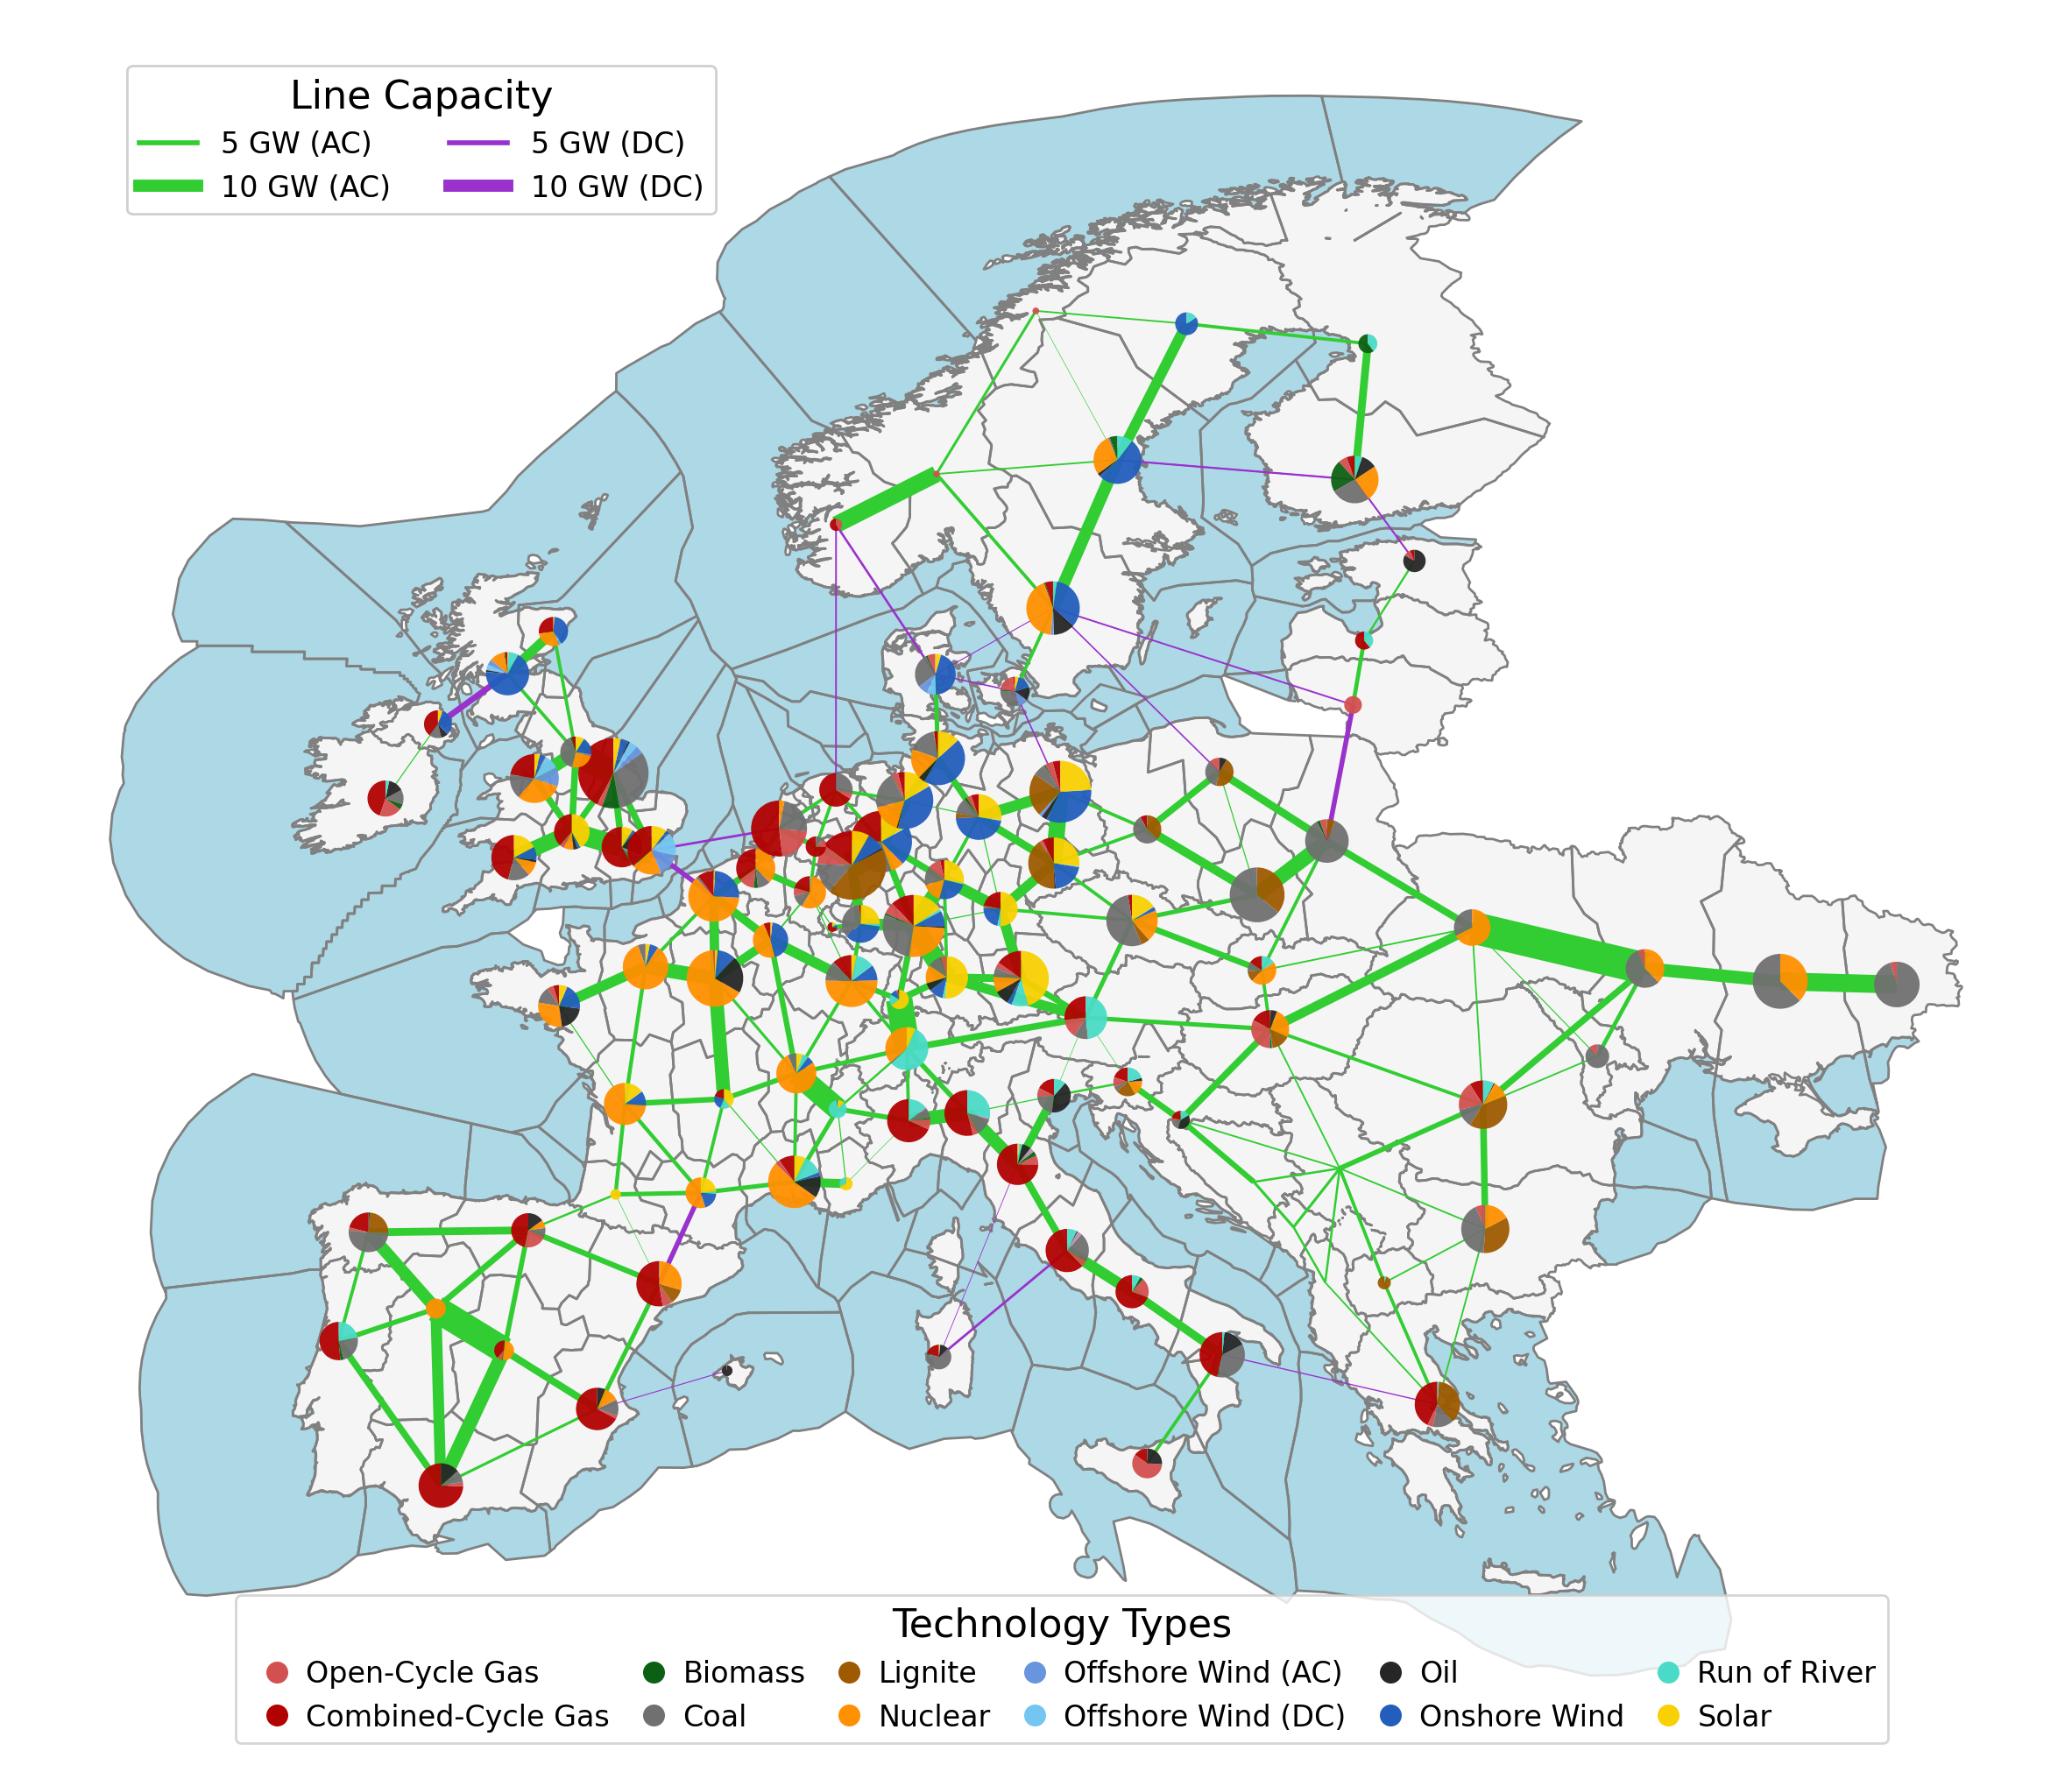 Line Capacity
5 GW (AC) 5 GW (DC)
10 GW (AC) 10 GW (DC)
Technology Types
Open-Cycle Gas Biomass Lignite Offshore Wind (AC) Oil Run of River
Combined-Cycle Gas Coal Nuclear Offshore Wind (DC) Onshore Wind Solar